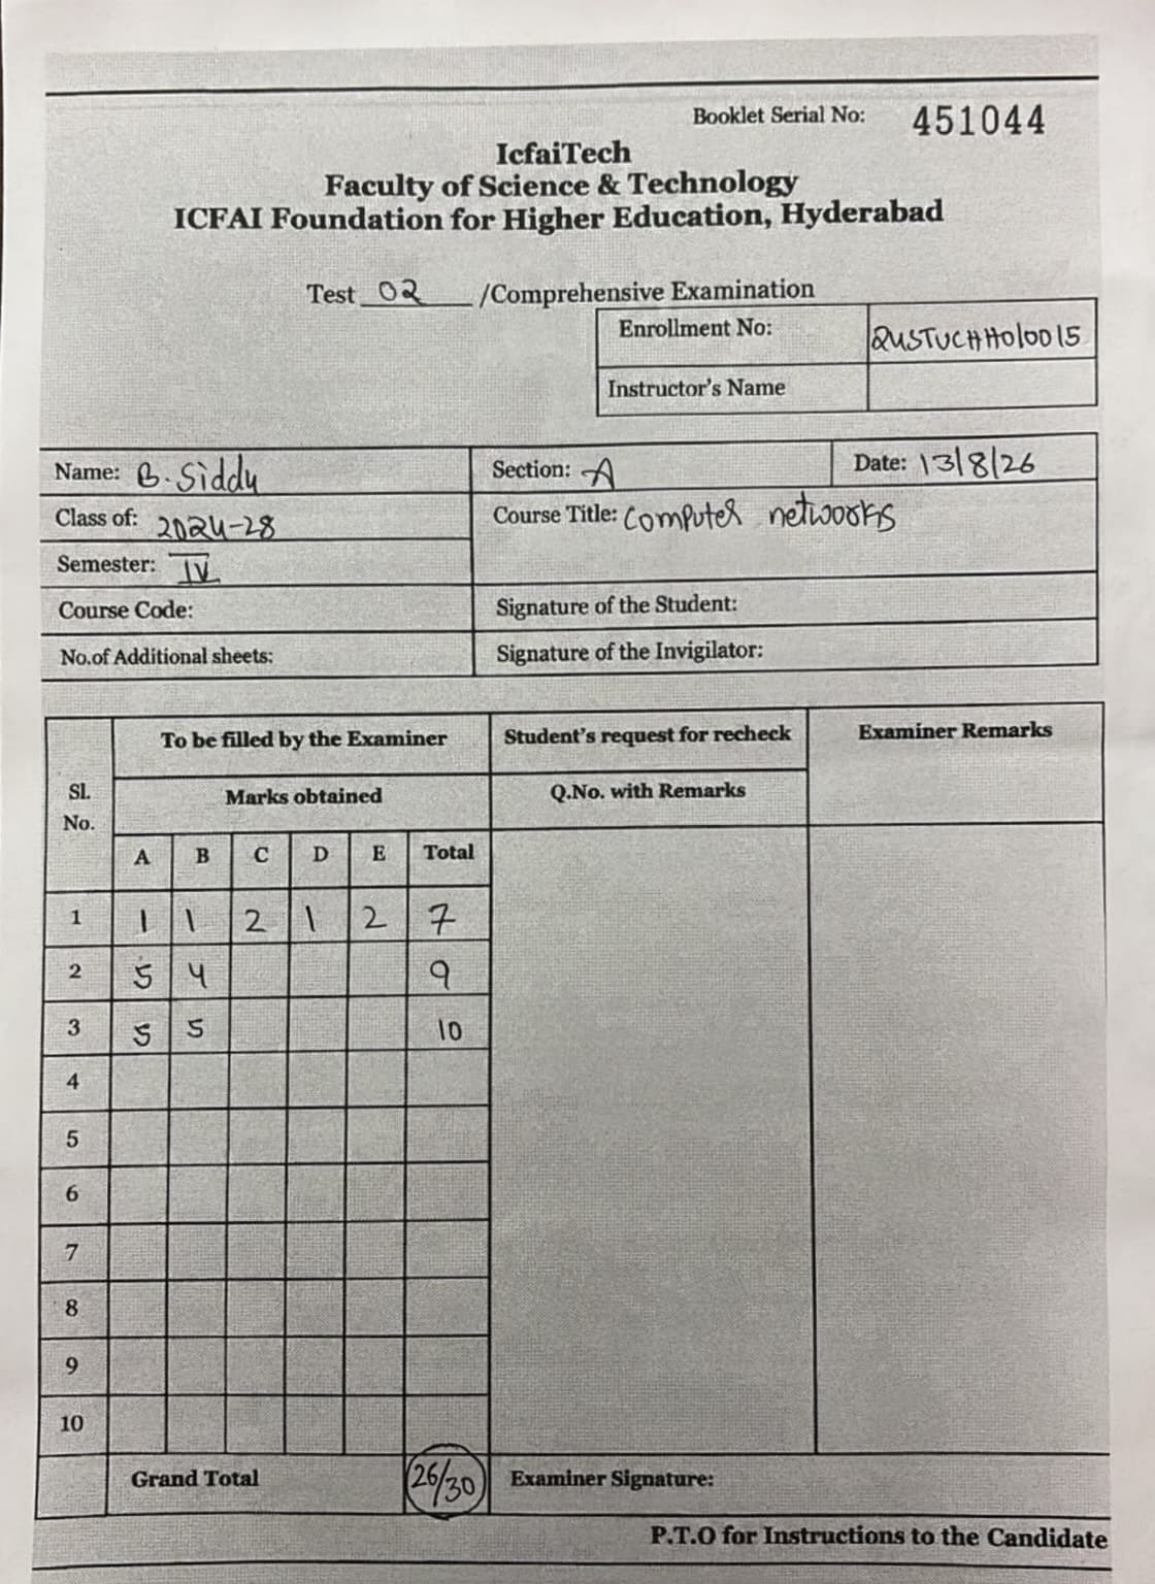 Booklet Serial No: 451044
IcfaiTech
Faculty of Science & Technology
ICFAI Foundation for Higher Education, Hyderabad
Test 02 /Comprehensive Examination
Enrollment No: 24STUCHH010015
Instructor's Name
Name: B. Siddu Section: A Date: 13/8/26
Class of: 2024-28 Course Title: Computer networks
Semester: IV
Course Code: Signature of the Student:
No.of Additional sheets: Signature of the Invigilator:
Sl. No. To be filled by the Examiner Student's request for recheck Examiner Remarks
Marks obtained Q.No. with Remarks
A B C D E Total
1 1 1 2 1 2 7
2 5 4 9
3 5 5 10
4
5
6
7
8
9
10
Grand Total 26/30 Examiner Signature:
P.T.O for Instructions to the Candidate